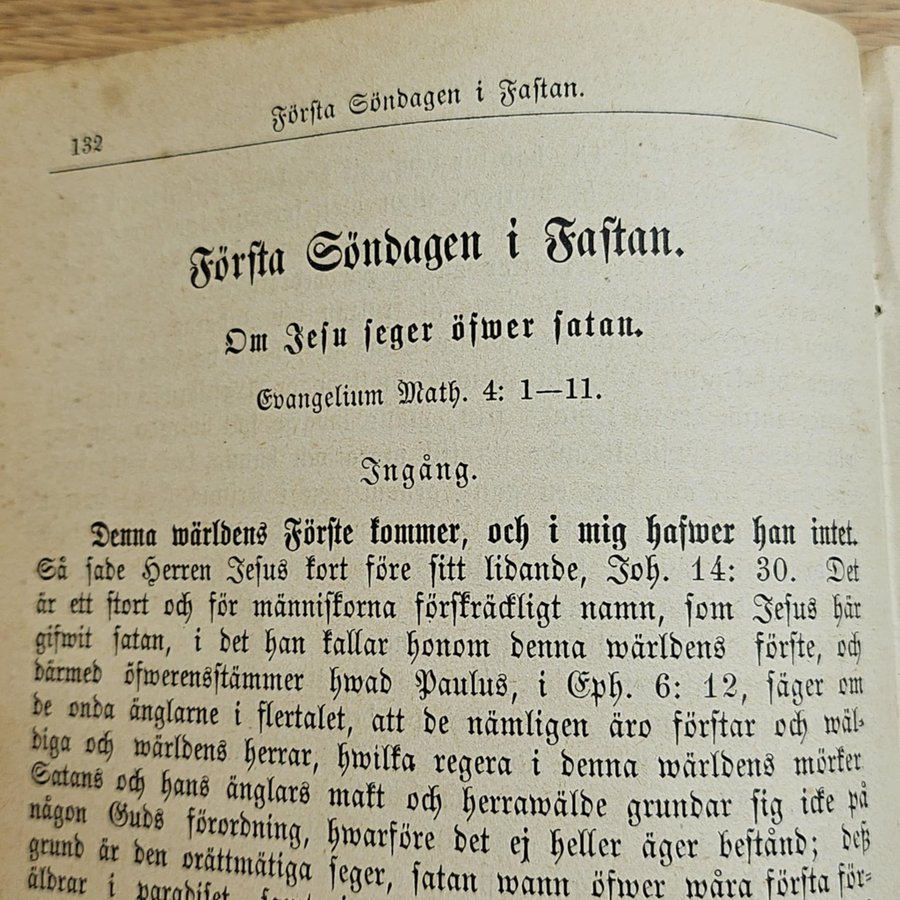 132
Första Söndagen i Fastan.
Första Söndagen i Fastan.
Om Jesu seger öfwer satan.
Evangelium Math. 4: 1—11.
Ingång.
Denna wärldens Förste kommer, och i mig hafwer han intet.
Så sade Herren Jesus kort före sitt lidande, Joh. 14: 30. Det
är ett stort och för människorna förskräckligt namn, som Jesus här
gifwit satan, i det han kallar honom denna wärldens förste, och
därmed öfwerensstämmer hwad Paulus, i Eph. 6: 12, säger om
de onda änglarne i flertalet, att de nämligen äro förstar och wäl-
diga och wärldens herrar, hwilka regera i denna wärldens mörker
Satans och hans änglars makt och herrawälde grundar sig icke på
någon Guds förordning, hwarföre det ej heller äger bestånd; deß
grund är den orättmätiga seger, satan wann öfwer wåra första för-
äldrar i paradiset